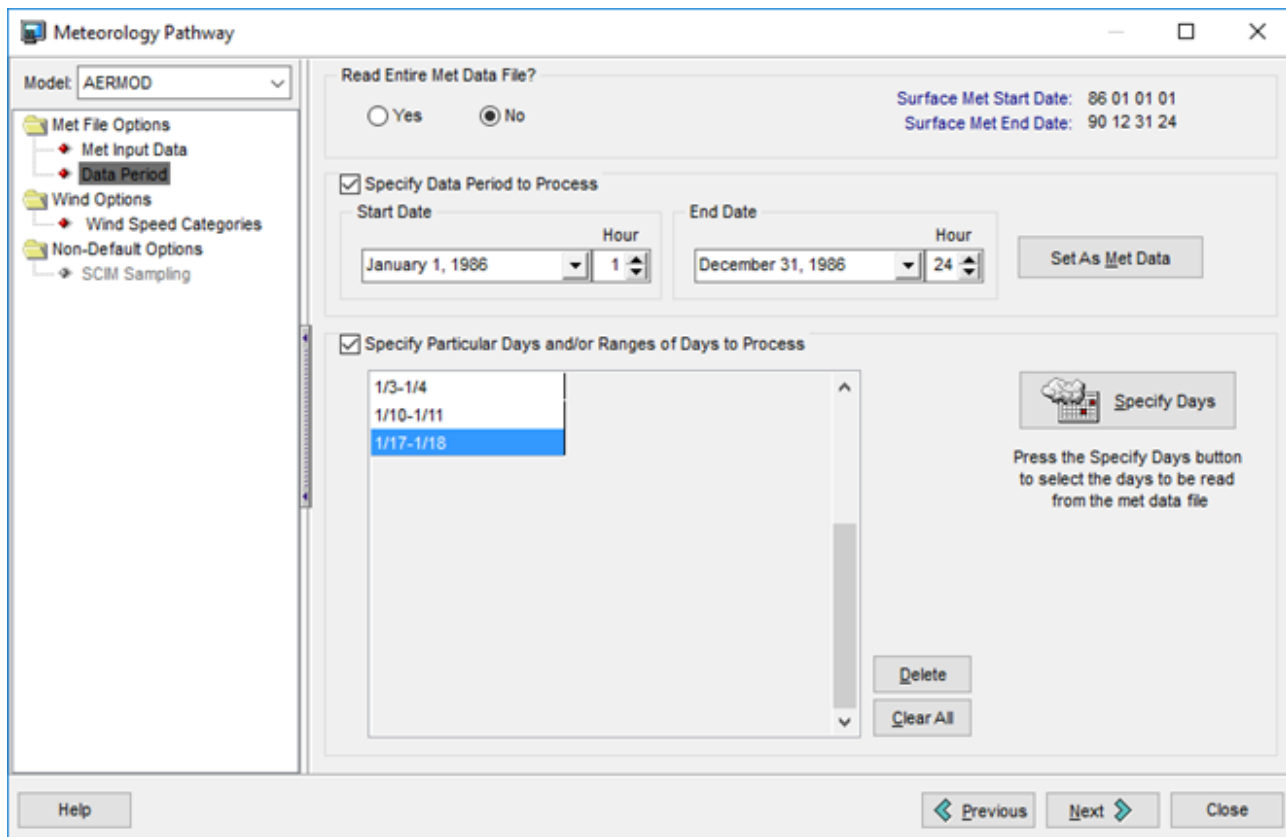 Meteorology Pathway
Model: AERMOD
Met File Options
Met Input Data
Data Period
Wind Options
Wind Speed Categories
Non-Default Options
SCIM Sampling
Read Entire Met Data File?
Yes No
Surface Met Start Date: 86 01 01 01
Surface Met End Date: 90 12 31 24
Specify Data Period to Process
Start Date
Hour
January 1, 1986 1
End Date
Hour
December 31, 1986 24
Set As Met Data
Specify Particular Days and/or Ranges of Days to Process
1/3-1/4
1/10-1/11
1/17-1/18
Specify Days
Press the Specify Days button
to select the days to be read
from the met data file
Delete
Clear All
Help
Previous
Next
Close